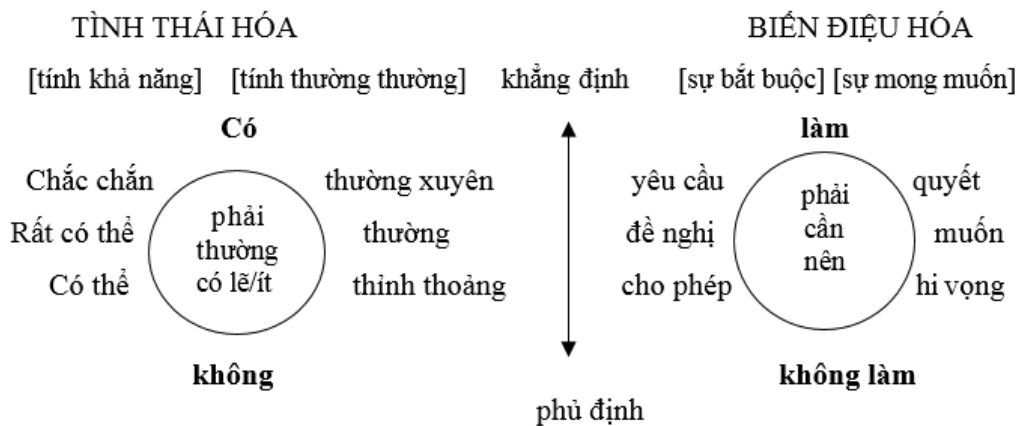 TÌNH THÁI HÓA BIẾN ĐIỆU HÓA
[tính khả năng] [tính thường thường] khẳng định [sự bắt buộc] [sự mong muốn]
Có làm
Chắc chắn phải thường xuyên yêu cầu phải quyết
Rất có thể thường thường đề nghị cần muốn
Có thể có lẽ/ít thỉnh thoảng cho phép nên hi vọng
không không làm
phủ định